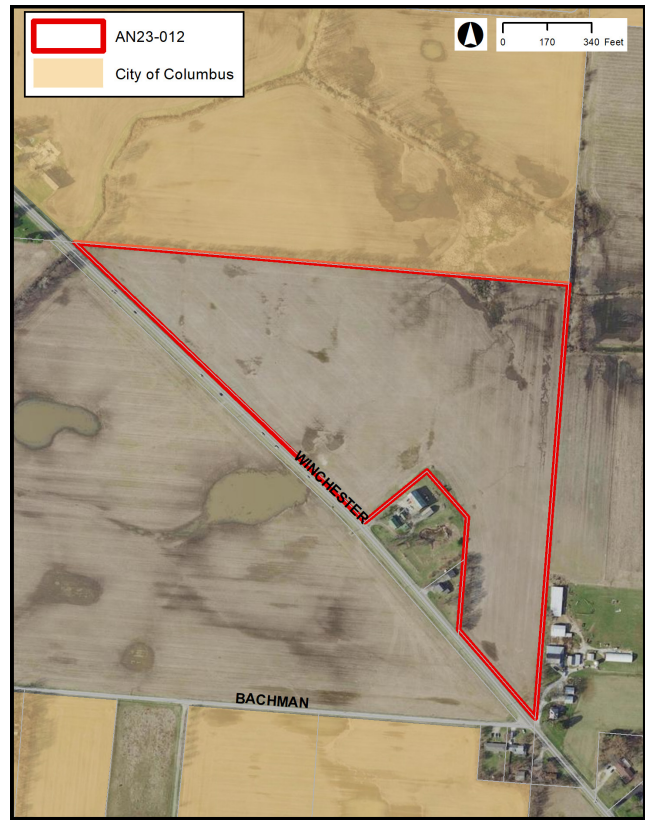 AN23-012
City of Columbus
0 170 340 Feet
WINCHESTER
BACHMAN